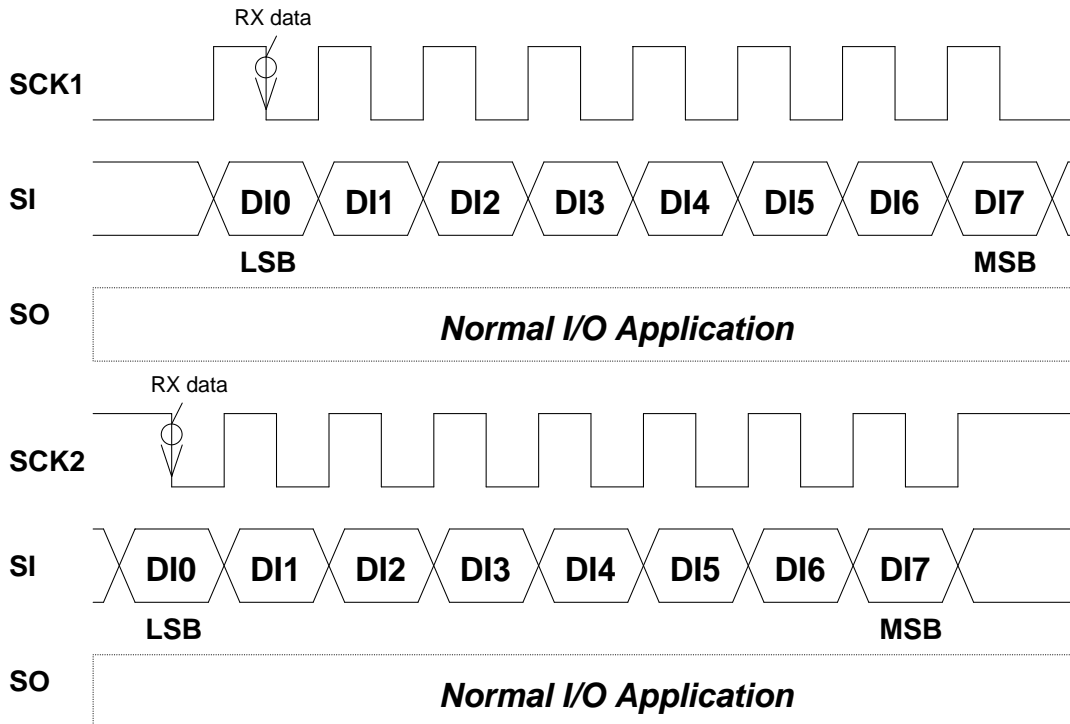 RX data
SCK1
SI DI0 DI1 DI2 DI3 DI4 DI5 DI6 DI7
LSB MSB
SO Normal I/O Application
RX data
SCK2
SI DI0 DI1 DI2 DI3 DI4 DI5 DI6 DI7
LSB MSB
SO Normal I/O Application